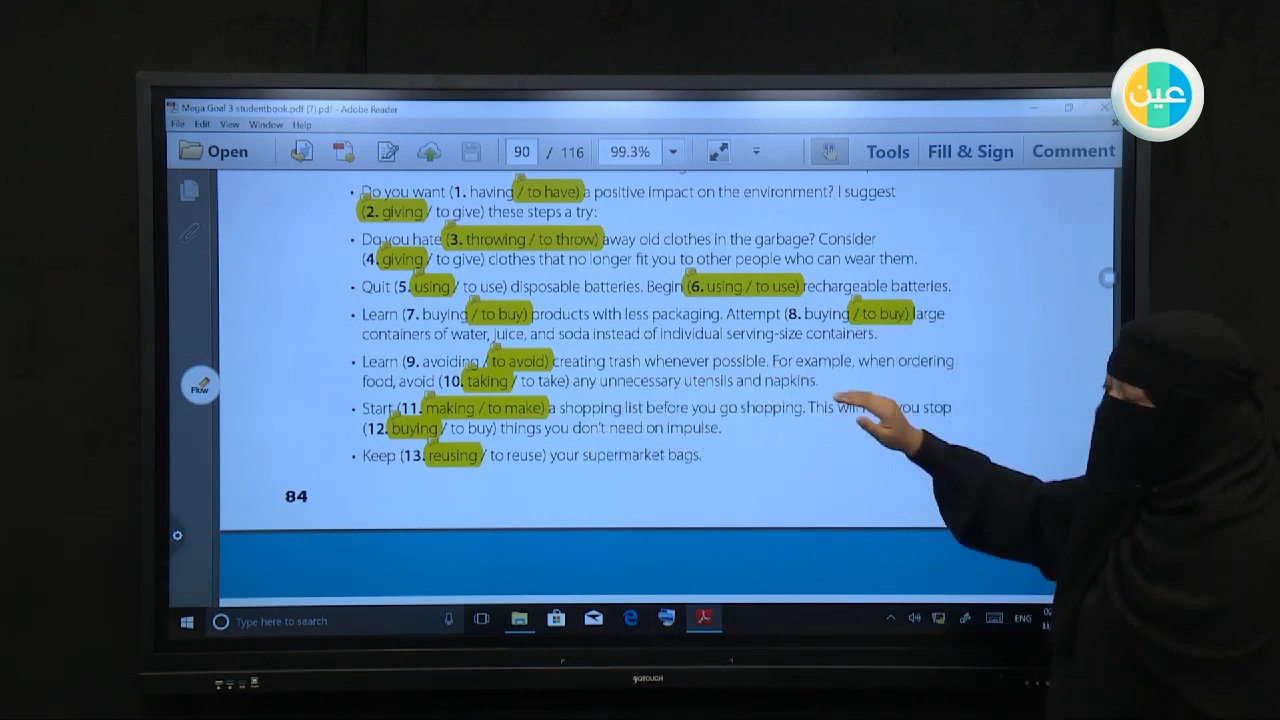 عين
Mega Goal 3 studentbook.pdf (7).pdf - Adobe Reader
File Edit View Window Help
Open 90 / 116 99.3% Tools Fill & Sign Comment
• Do you want (1. having / to have) a positive impact on the environment? I suggest
(2. giving / to give) these steps a try:
• Do you hate (3. throwing / to throw) away old clothes in the garbage? Consider
(4. giving / to give) clothes that no longer fit you to other people who can wear them.
• Quit (5. using / to use) disposable batteries. Begin (6. using / to use) rechargeable batteries.
• Learn (7. buying / to buy) products with less packaging. Attempt (8. buying / to buy) large
containers of water, juice, and soda instead of individual serving-size containers.
• Learn (9. avoiding / to avoid) creating trash whenever possible. For example, when ordering
food, avoid (10. taking / to take) any unnecessary utensils and napkins.
• Start (11. making / to make) a shopping list before you go shopping. This will you stop
(12. buying / to buy) things you don't need on impulse.
• Keep (13. reusing / to reuse) your supermarket bags.
84
Flow
Type here to search ENG